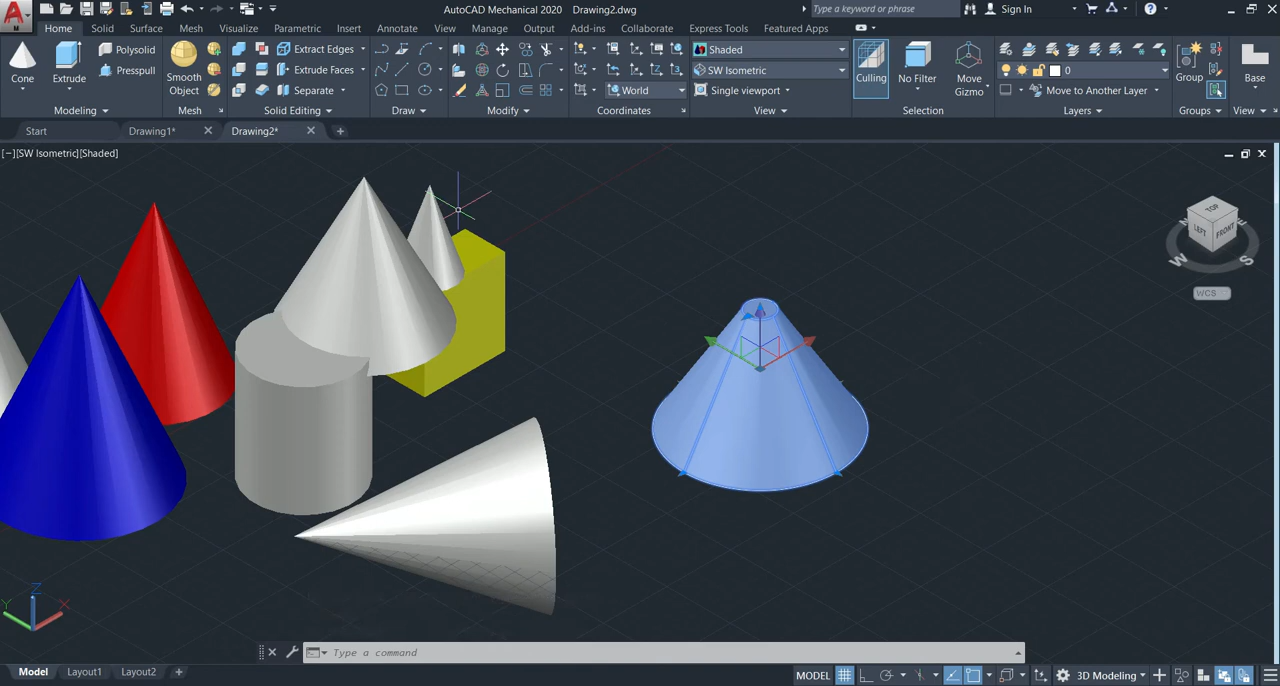 AutoCAD Mechanical 2020 Drawing2.dwg
Type a keyword or phrase
Sign In
Home Solid Surface Mesh Visualize Parametric Insert Annotate View Manage Output Add-ins Collaborate Express Tools Featured Apps
Cone
Extrude
Polysolid
Presspull
Modeling
Smooth
Object
Mesh
Extract Edges
Extrude Faces
Separate
Solid Editing
Draw
Modify
World
Coordinates
Shaded
SW Isometric
Single viewport
View
Culling
No Filter
Move
Gizmo
Selection
0
Move to Another Layer
Layers
Group
Groups
Base
View
Start Drawing1* Drawing2*
[−][SW Isometric][Shaded]
TOP
LEFT
FRONT
N
E
W
S
WCS
Z
Y
X
Type a command
Model Layout1 Layout2
MODEL
3D Modeling